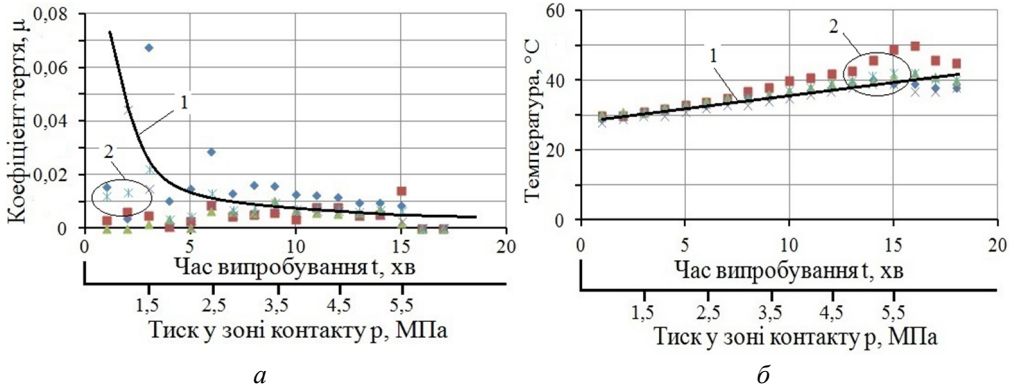 Коефіцієнт тертя, μ
0,08
0,06
0,04
0,02
0
1
2
0 5 10 15 20
Час випробування t, хв
1,5 2,5 3,5 4,5 5,5
Тиск у зоні контакту р, МПа
а
Температура, °С
60
40
20
0
1
2
0 5 10 15 20
Час випробування t, хв
1,5 2,5 3,5 4,5 5,5
Тиск у зоні контакту р, МПа
б